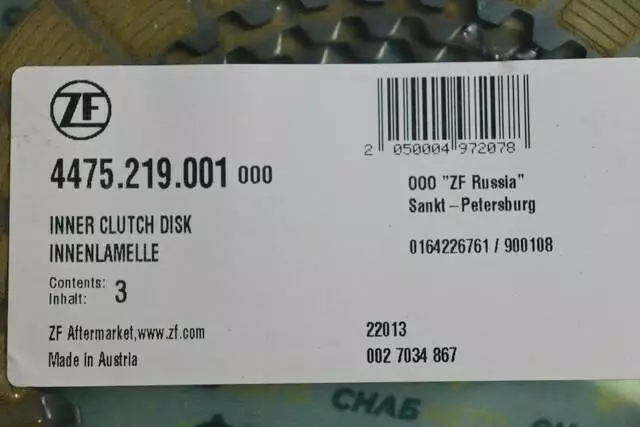 ZF
4475.219.001 000
INNER CLUTCH DISK
INNENLAMELLE
Contents:
Inhalt: 3
ZF Aftermarket,www.zf.com
Made in Austria
2 050004 972078
000 "ZF Russia"
Sankt-Petersburg
0164226761 / 900108
22013
002 7034 867
СНАБ